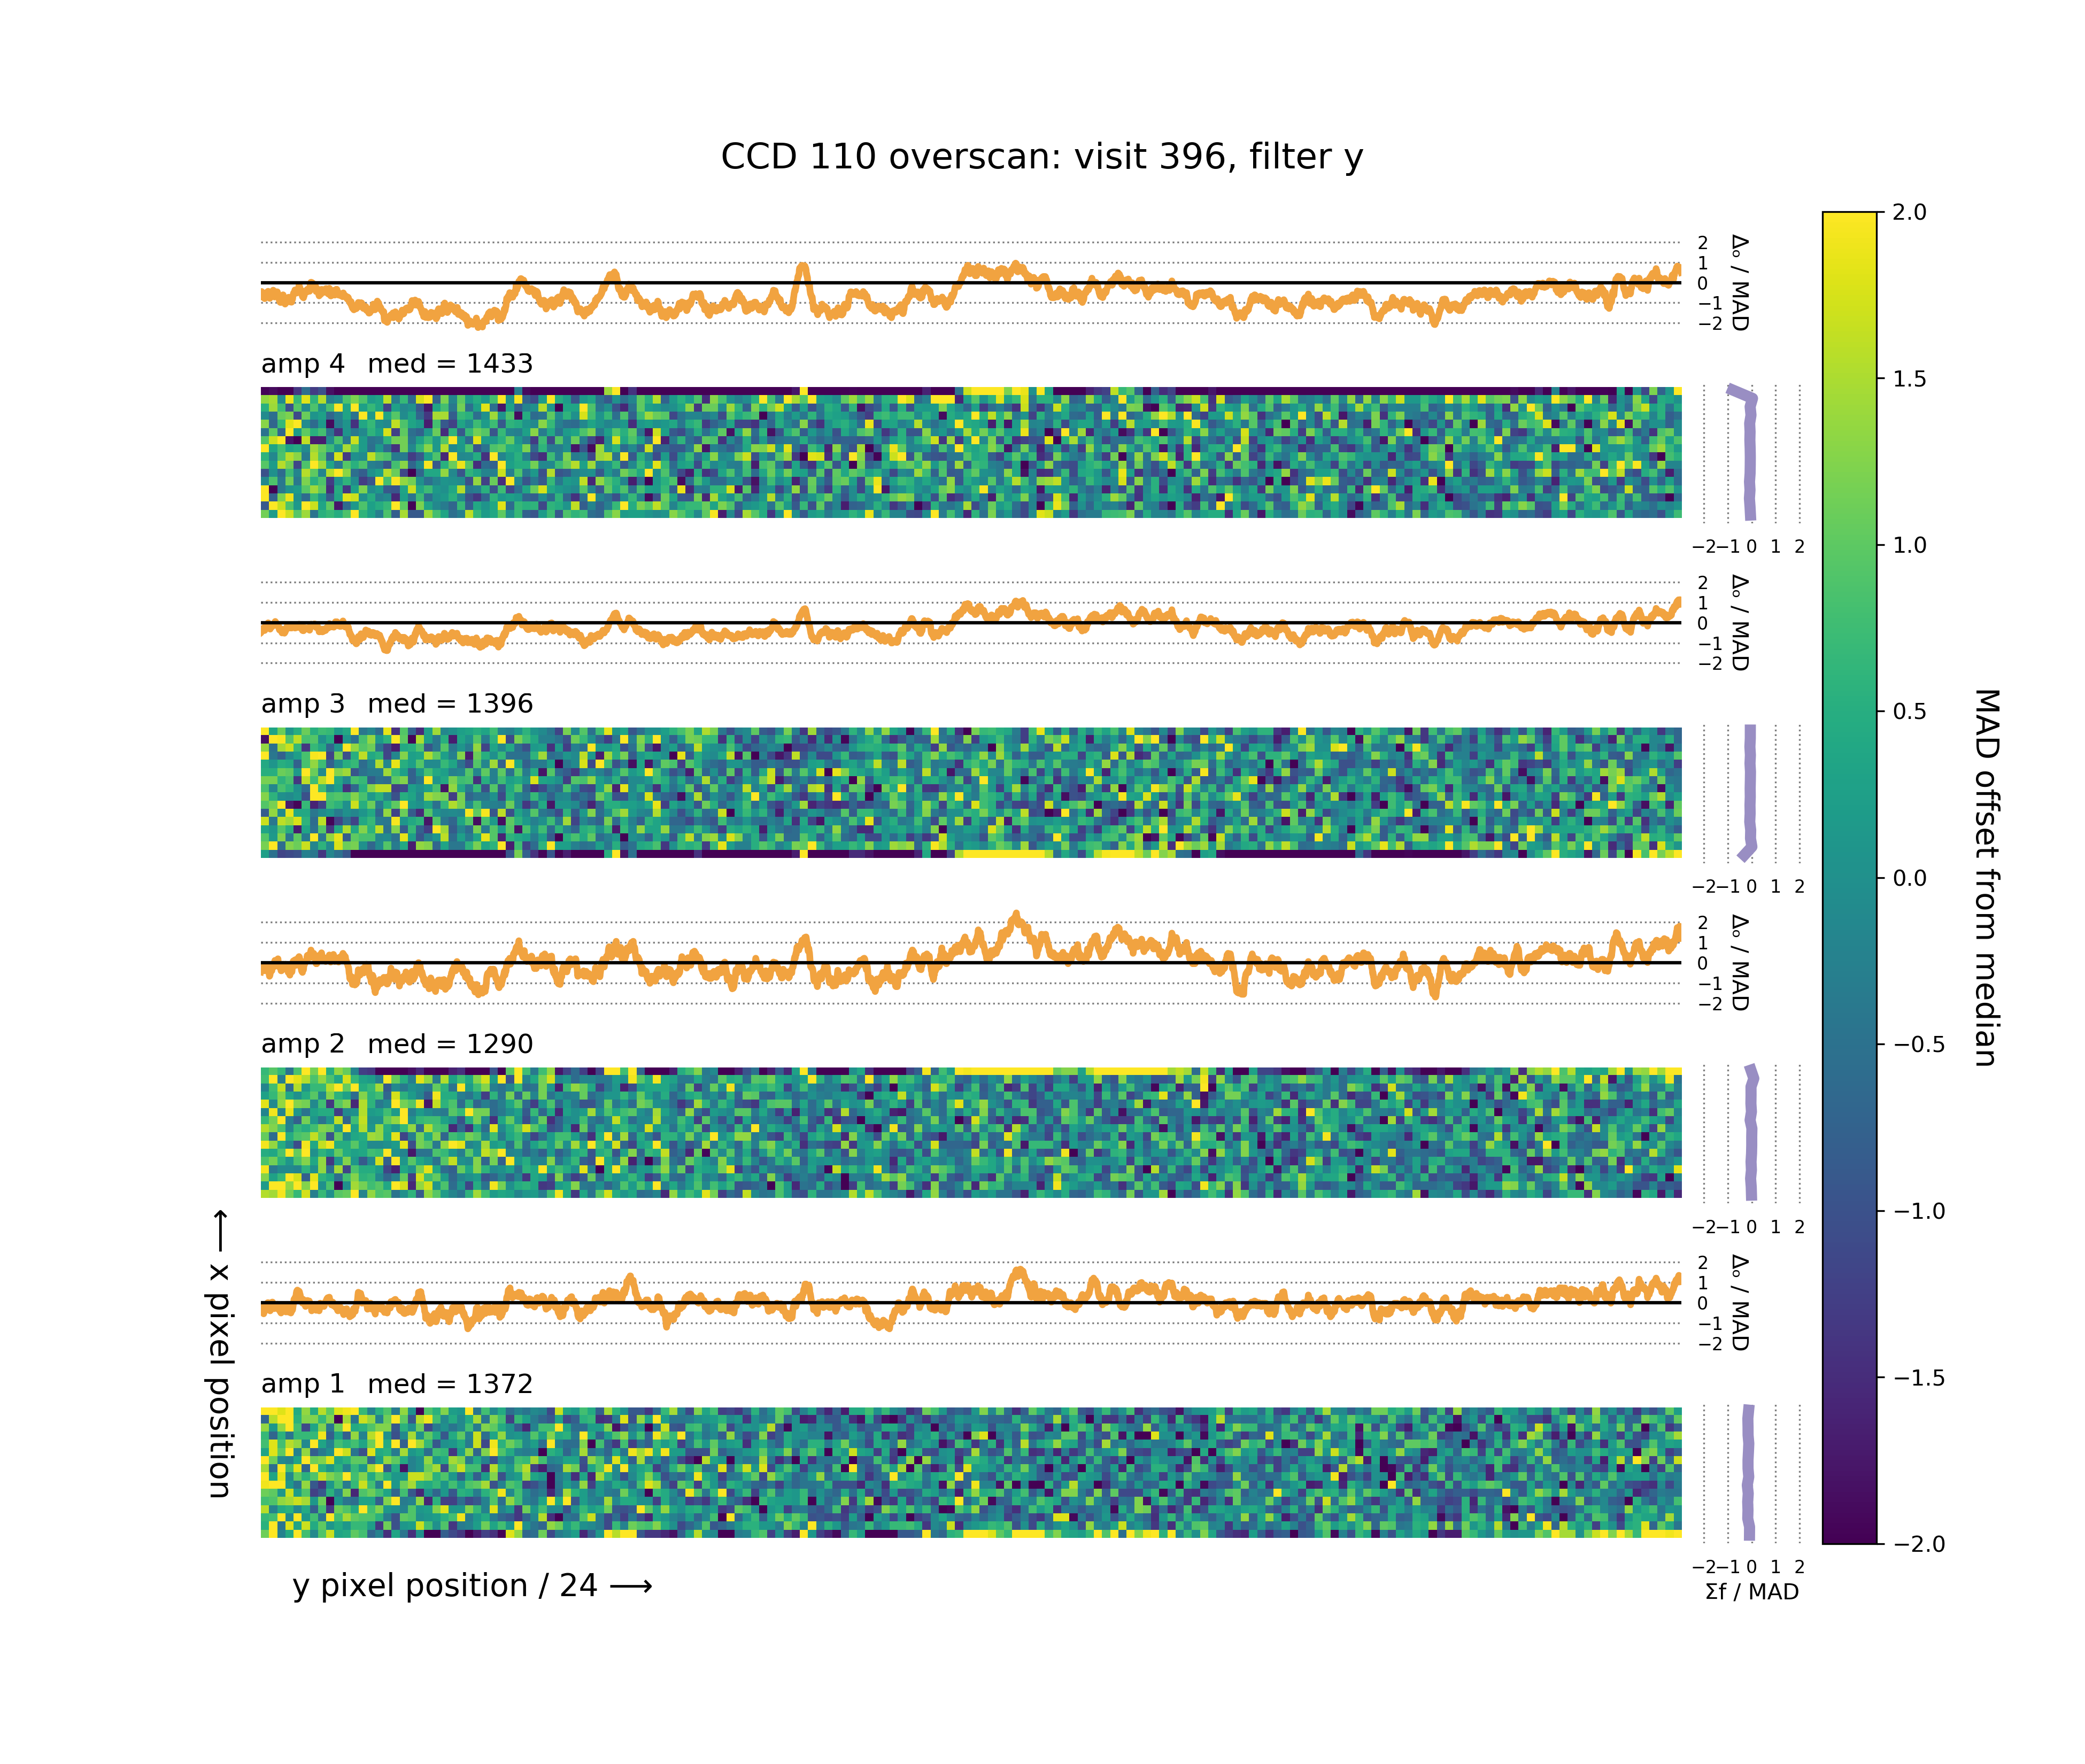 CCD 110 overscan: visit 396, filter y
2
1
0
−1
−2
Δₒ / MAD
amp 4 med = 1433
−2 −1 0 1 2
2
1
0
−1
−2
Δₒ / MAD
amp 3 med = 1396
−2 −1 0 1 2
2
1
0
−1
−2
Δₒ / MAD
amp 2 med = 1290
−2 −1 0 1 2
2
1
0
−1
−2
Δₒ / MAD
amp 1 med = 1372
−2 −1 0 1 2
Σf / MAD
⟵ x pixel position
y pixel position / 24 ⟶
2.0
1.5
1.0
0.5
0.0
−0.5
−1.0
−1.5
−2.0
MAD offset from median